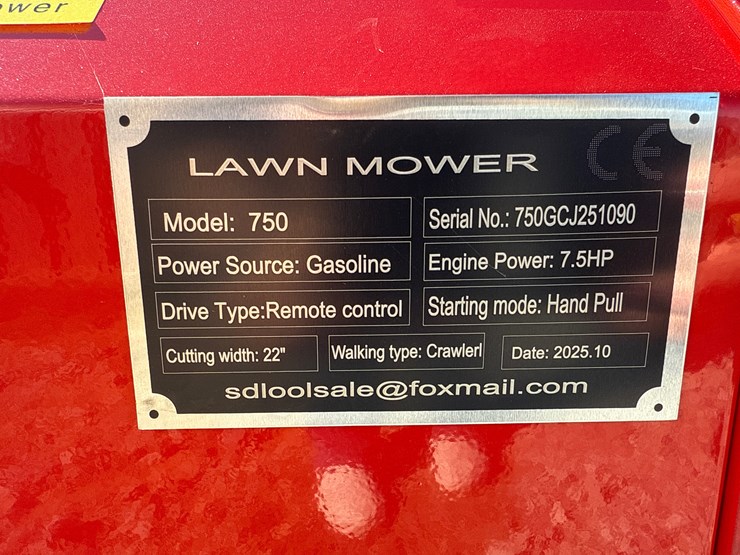 ower
CE
LAWN MOWER
Model: 750
Serial No.: 750GCJ251090
Power Source: Gasoline
Engine Power: 7.5HP
Drive Type:Remote control
Starting mode: Hand Pull
Cutting width: 22"
Walking type: Crawlerl
Date: 2025.10
sdloolsale@foxmail.com